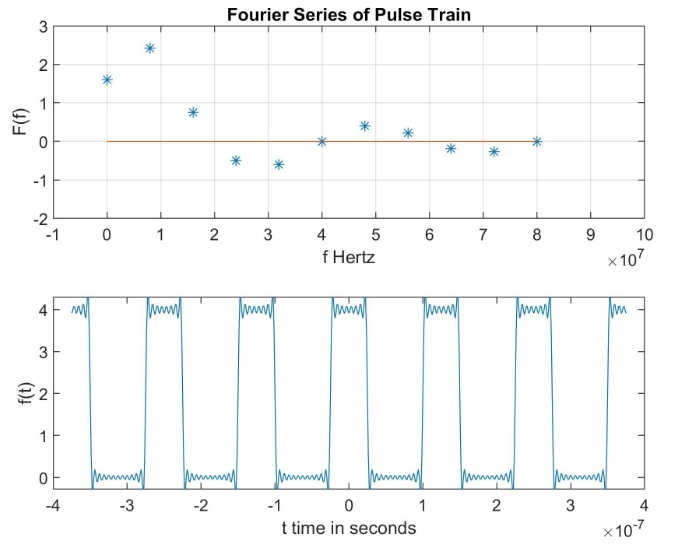 Fourier Series of Pulse Train
3
2
1
0
-1
-2
F(f)
-1 0 1 2 3 4 5 6 7 8 9 10
f Hertz
×10^7
4
3
2
1
0
f(t)
-4 -3 -2 -1 0 1 2 3 4
t time in seconds
×10^-7